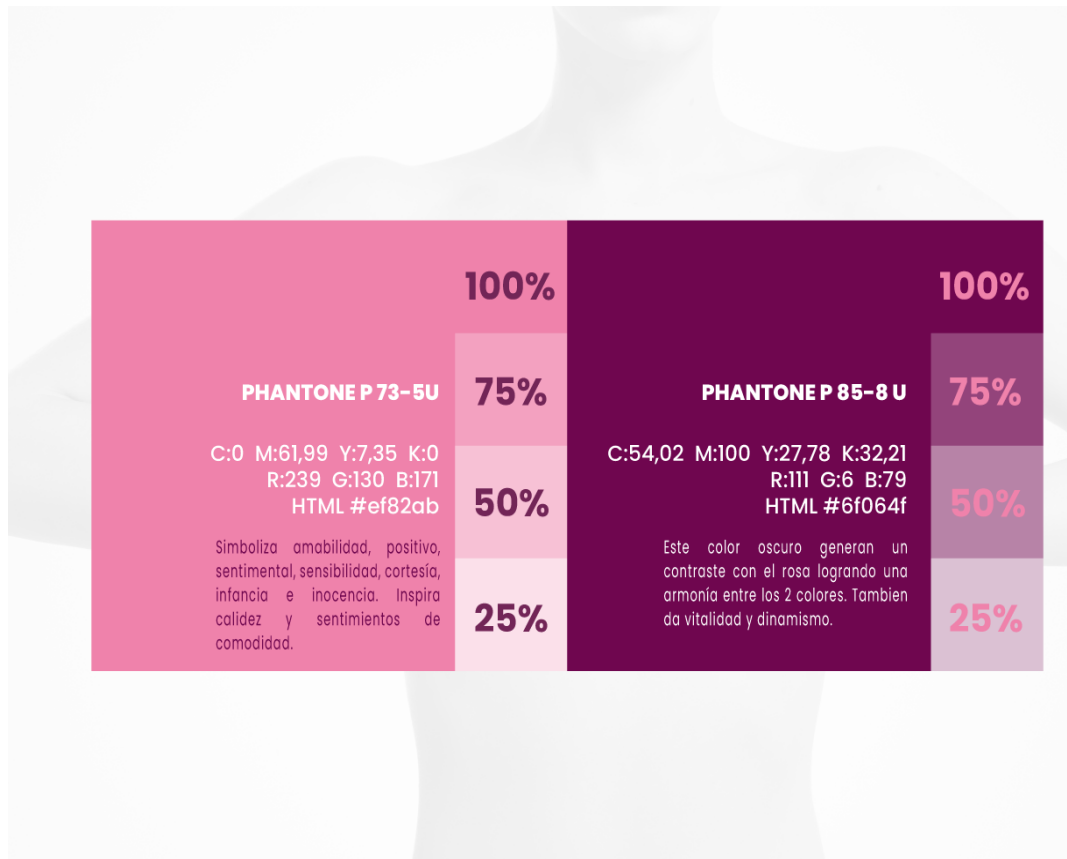 100%
75%
50%
25%
PHANTONE P 73-5U
C:0 M:61,99 Y:7,35 K:0
R:239 G:130 B:171
HTML #ef82ab
Simboliza amabilidad, positivo,
sentimental, sensibilidad, cortesía,
infancia e inocencia. Inspira
calidez y sentimientos de
comodidad.
100%
75%
50%
25%
PHANTONE P 85-8 U
C:54,02 M:100 Y:27,78 K:32,21
R:111 G:6 B:79
HTML #6f064f
Este color oscuro generan un
contraste con el rosa logrando una
armonía entre los 2 colores. Tambien
da vitalidad y dinamismo.